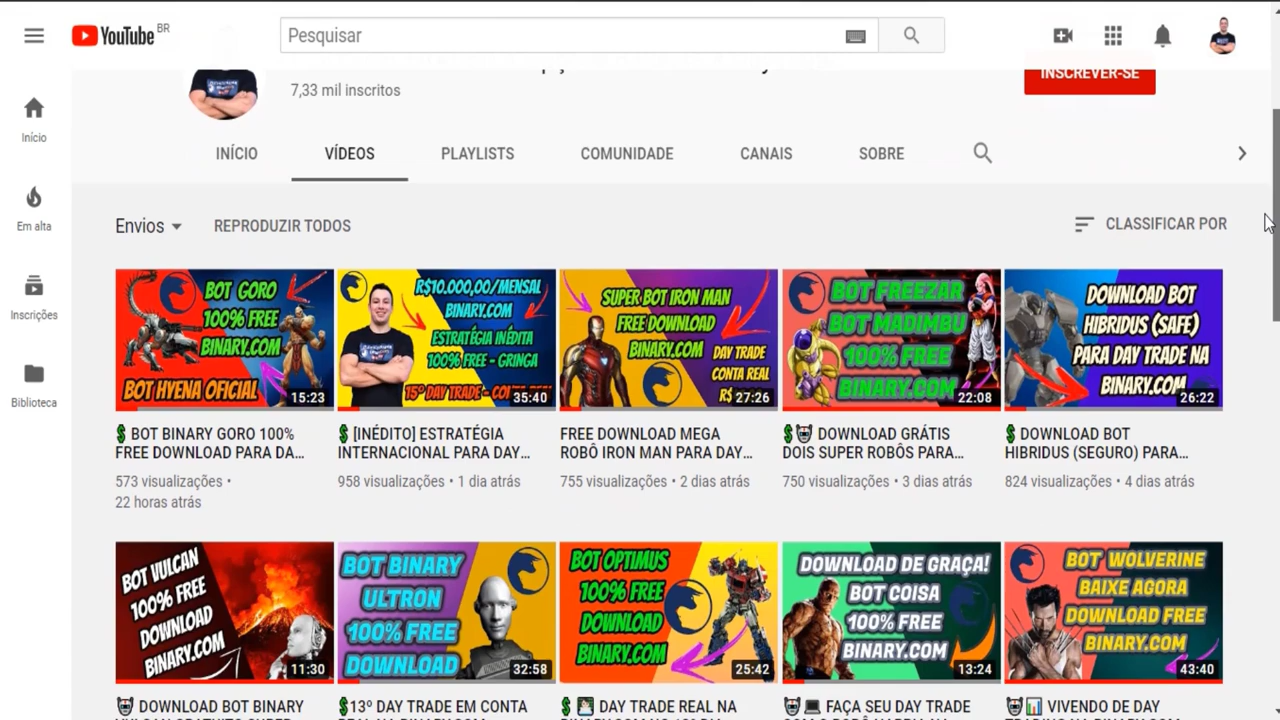 YouTube BR
Pesquisar
7,33 mil inscritos
INSCREVER-SE
Início
Em alta
Inscrições
Biblioteca
INÍCIO
VÍDEOS
PLAYLISTS
COMUNIDADE
CANAIS
SOBRE
Envios
REPRODUZIR TODOS
CLASSIFICAR POR
BOT GORO
100% FREE
BINARY.COM
BOT HYENA OFICIAL
15:23
$ BOT BINARY GORO 100%
FREE DOWNLOAD PARA DA...
573 visualizações •
22 horas atrás
R$10.000,00/MENSAL
BINARY.COM
ESTRATÉGIA INÉDITA
100% FREE - GRINGA
15º DAY TRADE -
35:40
$ [INÉDITO] ESTRATÉGIA
INTERNACIONAL PARA DAY...
958 visualizações • 1 dia atrás
SUPER BOT IRON MAN
FREE DOWNLOAD
BINARY.COM
DAY TRADE
CONTA REAL
27:26
FREE DOWNLOAD MEGA
ROBÔ IRON MAN PARA DAY...
755 visualizações • 2 dias atrás
BOT FREEZAR
BOT MADIMBU
100% FREE
BINARY.COM
22:08
$ DOWNLOAD GRÁTIS
DOIS SUPER ROBÔS PARA...
750 visualizações • 3 dias atrás
DOWNLOAD BOT
HIBRIDUS (SAFE)
PARA DAY TRADE NA
BINARY.COM
26:22
$ DOWNLOAD BOT
HIBRIDUS (SEGURO) PARA...
824 visualizações • 4 dias atrás
BOT VULCAN
100% FREE
DOWNLOAD
BINARY.COM
11:30
DOWNLOAD BOT BINARY
BOT BINARY
ULTRON
100% FREE
DOWNLOAD
32:58
$13º DAY TRADE EM CONTA
BOT OPTIMUS
100% FREE
DOWNLOAD
BINARY.COM
25:42
$ DAY TRADE REAL NA
DOWNLOAD DE GRAÇA!
BOT COISA
100% FREE
BINARY.COM
13:24
FAÇA SEU DAY TRADE
BOT WOLVERINE
BAIXE AGORA
DOWNLOAD FREE
BINARY.COM
43:40
VIVENDO DE DAY